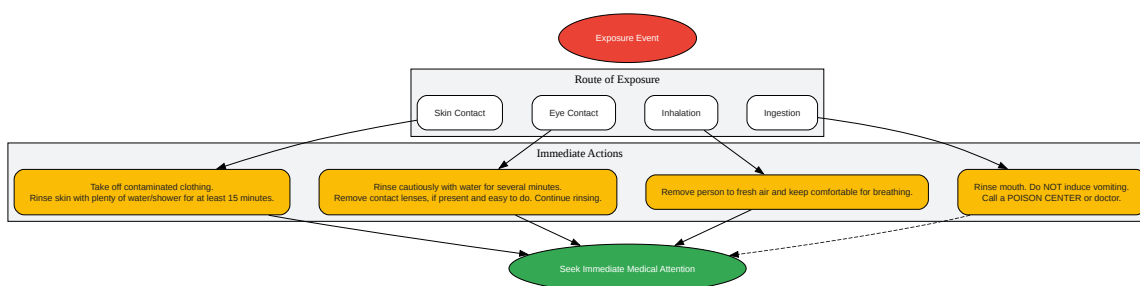 Exposure Event
Route of Exposure
Skin Contact
Eye Contact
Inhalation
Ingestion
Immediate Actions
Take off contaminated clothing.
Rinse skin with plenty of water/shower for at least 15 minutes.
Rinse cautiously with water for several minutes.
Remove contact lenses, if present and easy to do. Continue rinsing.
Remove person to fresh air and keep comfortable for breathing.
Rinse mouth. Do NOT induce vomiting.
Call a POISON CENTER or doctor.
Seek Immediate Medical Attention